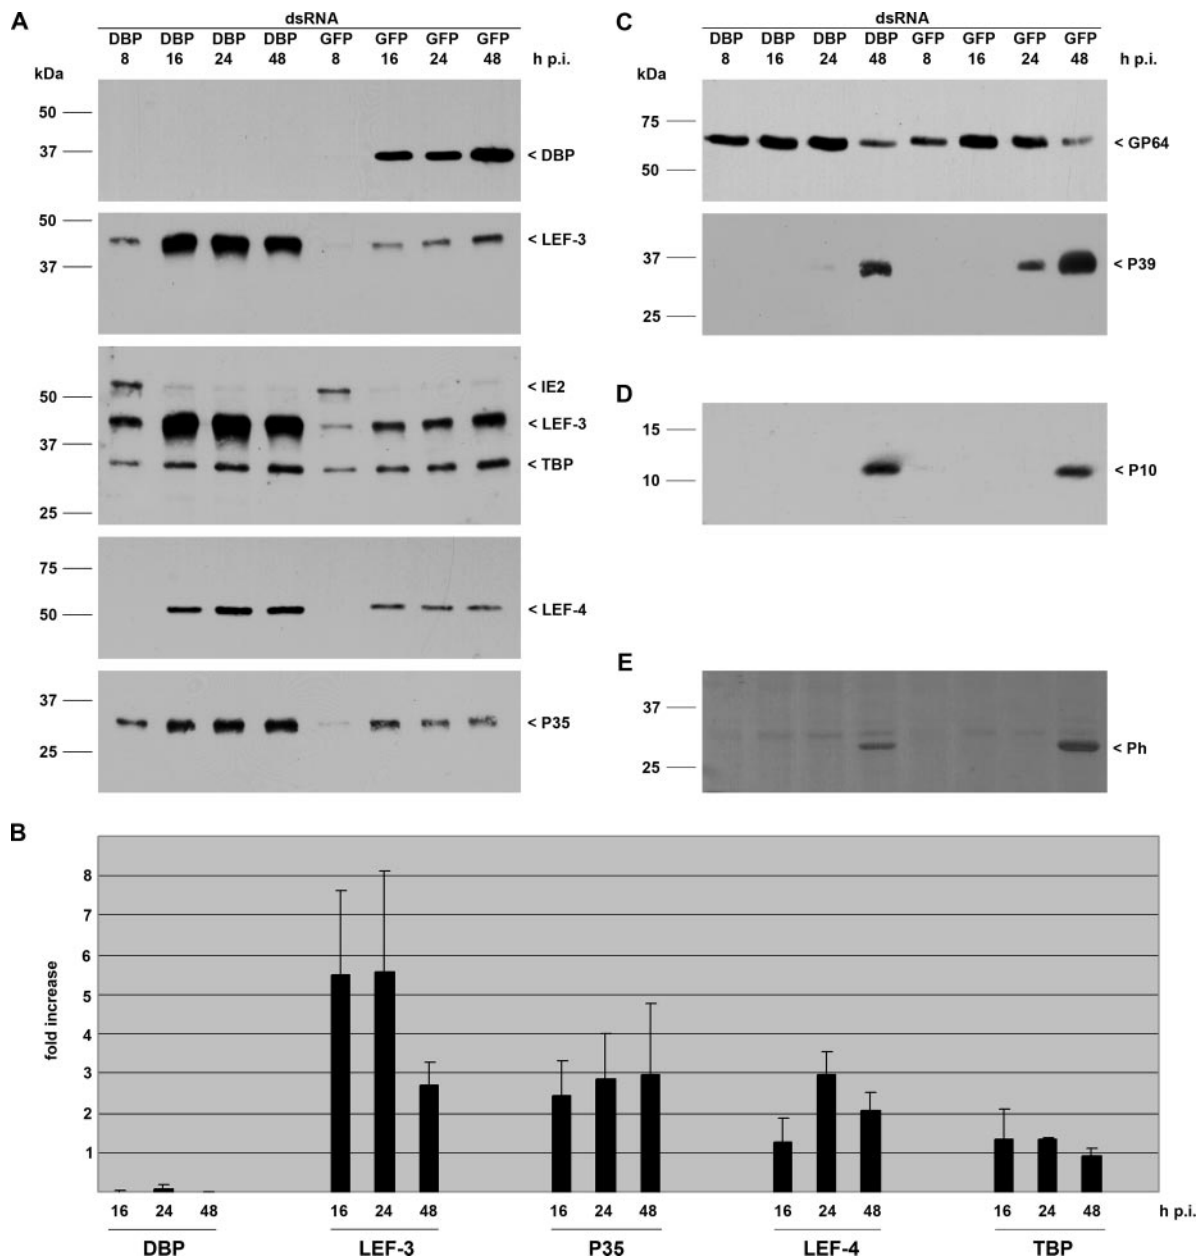 A
dsRNA
DBP DBP DBP DBP GFP GFP GFP GFP
8 16 24 48 8 16 24 48 h p.i.
kDa
50
37
< DBP
50
37
< LEF-3
50
37
25
< IE2
< LEF-3
< TBP
75
50
< LEF-4
37
25
< P35
C
dsRNA
DBP DBP DBP DBP GFP GFP GFP GFP
8 16 24 48 8 16 24 48 h p.i.
kDa
75
50
< GP64
37
25
< P39
D
15
10
< P10
E
37
25
< Ph
B
fold increase
8
7
6
5
4
3
2
1
16 24 48 16 24 48 16 24 48 16 24 48 16 24 48 h p.i.
DBP LEF-3 P35 LEF-4 TBP